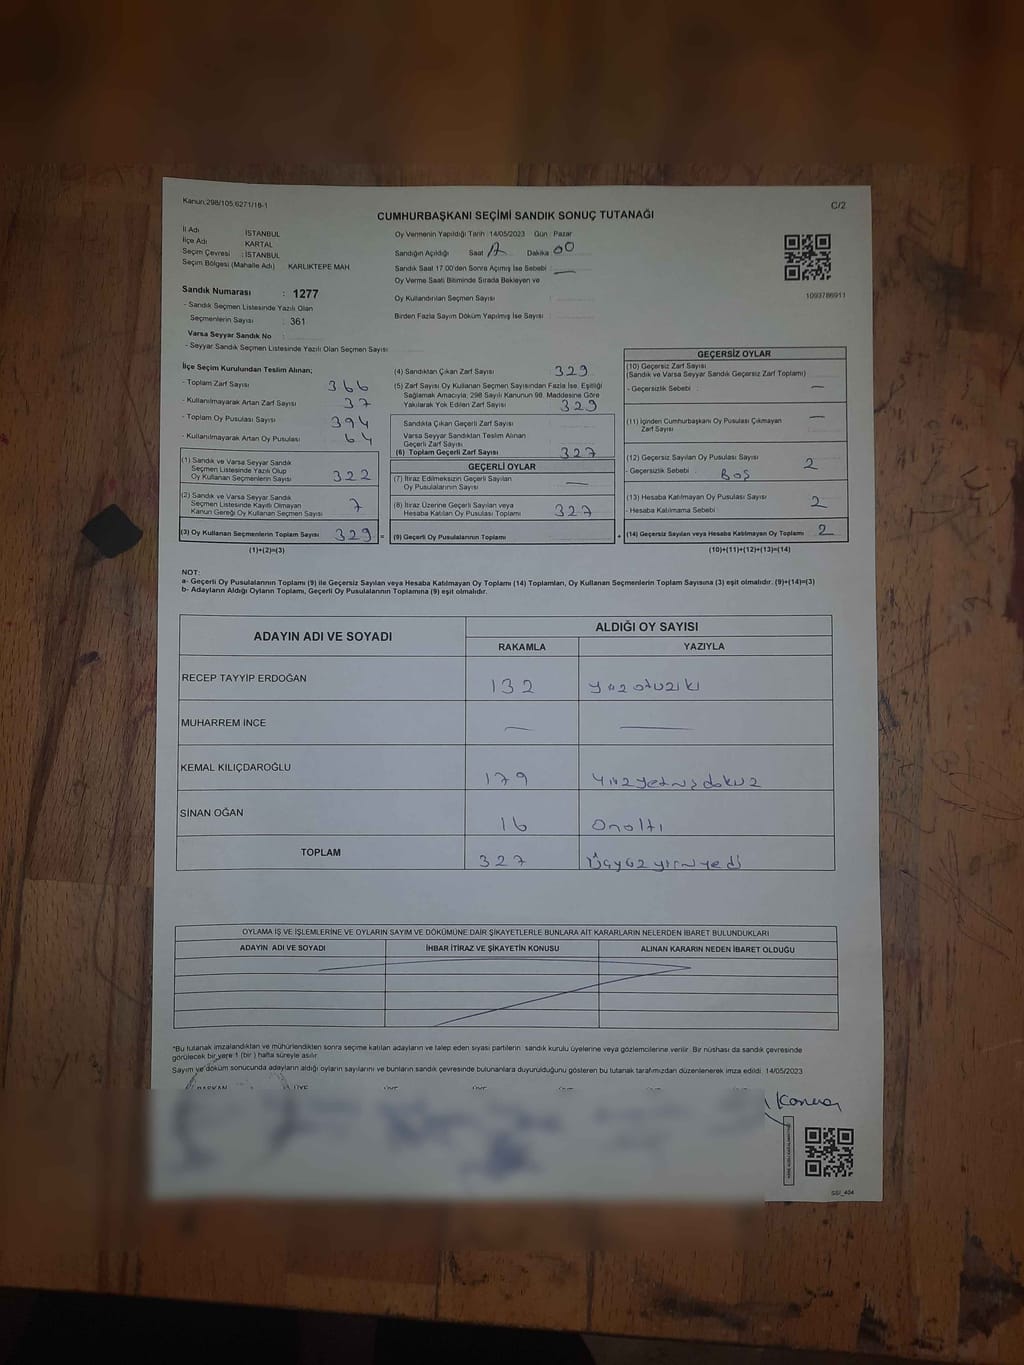 Kanun;298/105,6271/18-1
C/2
CUMHURBAŞKANI SEÇİMİ SANDIK SONUÇ TUTANAĞI
İl Adı : İSTANBUL
İlçe Adı : KARTAL
Seçim Çevresi : İSTANBUL
Seçim Bölgesi (Mahalle Adı) : KARLIKTEPE MAH
Oy Vermenin Yapıldığı Tarih : 14/05/2023 Gün : Pazar
Sandığın Açıldığı Saat Dakika 00
Sandık Saat 17:00'den Sonra Açımış İse Sebebi :
Oy Verme Saati Bitiminde Sırada Bekleyen ve
Oy Kullandırılan Seçmen Sayısı :
Birden Fazla Sayım Döküm Yapılmış İse Sayısı :
1093786911
Sandık Numarası : 1277
- Sandık Seçmen Listesinde Yazılı Olan
Seçmenlerin Sayısı : 361
Varsa Seyyar Sandık No :
- Seyyar Sandık Seçmen Listesinde Yazılı Olan Seçmen Sayısı :
İlçe Seçim Kurulundan Teslim Alınan;
- Toplam Zarf Sayısı 366
- Kullanılmayarak Artan Zarf Sayısı 37
- Toplam Oy Pusulası Sayısı 394
- Kullanılmayarak Artan Oy Pusulası 64
(1) Sandık ve Varsa Seyyar Sandık
Seçmen Listesinde Yazılı Olup
Oy Kullanan Seçmenlerin Sayısı 322
(2) Sandık ve Varsa Seyyar Sandık
Seçmen Listesinde Kayıtlı Olmayan
Kanun Gereği Oy Kullanan Seçmen Sayısı 7
(3) Oy Kullanan Seçmenlerin Toplam Sayısı 329 =
(1)+(2)=(3)
(4) Sandıktan Çıkan Zarf Sayısı 329
(5) Zarf Sayısı Oy Kullanan Seçmen Sayısından Fazla İse, Eşitliği
Sağlamak Amacıyla, 298 Sayılı Kanunun 98. Maddesine Göre
Yakılarak Yok Edilen Zarf Sayısı 329
Sandıkta Çıkan Geçerli Zarf Sayısı
Varsa Seyyar Sandıktan Teslim Alınan
Geçerli Zarf Sayısı
(6) Toplam Geçerli Zarf Sayısı 327
GEÇERLİ OYLAR
(7) İtiraz Edilmeksizin Geçerli Sayılan
Oy Pusulalarının Sayısı —
(8) İtiraz Üzerine Geçerli Sayılan veya
Hesaba Katılan Oy Pusulası Toplamı 327
(9) Geçerli Oy Pusulalarının Toplamı +
GEÇERSİZ OYLAR
(10) Geçersiz Zarf Sayısı
(Sandık ve Varsa Seyyar Sandık Geçersiz Zarf Toplamı)
- Geçersizlik Sebebi : —
(11) İçinden Cumhurbaşkanı Oy Pusulası Çıkmayan
Zarf Sayısı —
(12) Geçersiz Sayılan Oy Pusulası Sayısı 2
- Geçersizlik Sebebi : Boş
(13) Hesaba Katılmayan Oy Pusulası Sayısı 2
- Hesaba Katılmama Sebebi :
(14) Geçersiz Sayılan veya Hesaba Katılmayan Oy Toplamı 2
(10)+(11)+(12)+(13)=(14)
NOT:
a- Geçerli Oy Pusulalarının Toplamı (9) ile Geçersiz Sayılan veya Hesaba Katılmayan Oy Toplamı (14) Toplamları, Oy Kullanan Seçmenlerin Toplam Sayısına (3) eşit olmalıdır. (9)+(14)=(3)
b- Adayların Aldığı Oyların Toplamı, Geçerli Oy Pusulalarının Toplamına (9) eşit olmalıdır.
ADAYIN ADI VE SOYADI
ALDIĞI OY SAYISI
RAKAMLA YAZIYLA
RECEP TAYYİP ERDOĞAN 132 yüzotuziki
MUHARREM İNCE — —
KEMAL KILIÇDAROĞLU 179 yüzyetmişdokuz
SİNAN OĞAN 16 Onaltı
TOPLAM 327 Üçyüzyirmiyedi
OYLAMA İŞ VE İŞLEMLERİNE VE OYLARIN SAYIM VE DÖKÜMÜNE DAİR ŞİKAYETLERLE BUNLARA AİT KARARLARIN NELERDEN İBARET BULUNDUKLARI
ADAYIN ADI VE SOYADI İHBAR İTİRAZ VE ŞİKAYETİN KONUSU ALINAN KARARIN NEDEN İBARET OLDUĞU
*Bu tutanak imzalandıktan ve mühürlendikten sonra seçime katılan adayların ve talep eden siyasi partilerin sandık kurulu üyelerine veya gözlemcilerine verilir. Bir nüshası da sandık çevresinde
görülecek bir yere 1 (bir ) hafta süreyle asılır.
Sayım ve döküm sonucunda adayların aldığı oyların sayılarını ve bunların sandık çevresinde bulunanlara duyurulduğunu gösteren bu tutanak tarafımızdan düzenlenerek imza edildi. 14/05/2023
BAŞKAN ÜYE ÜYE ÜYE ÜYE
SSI_404